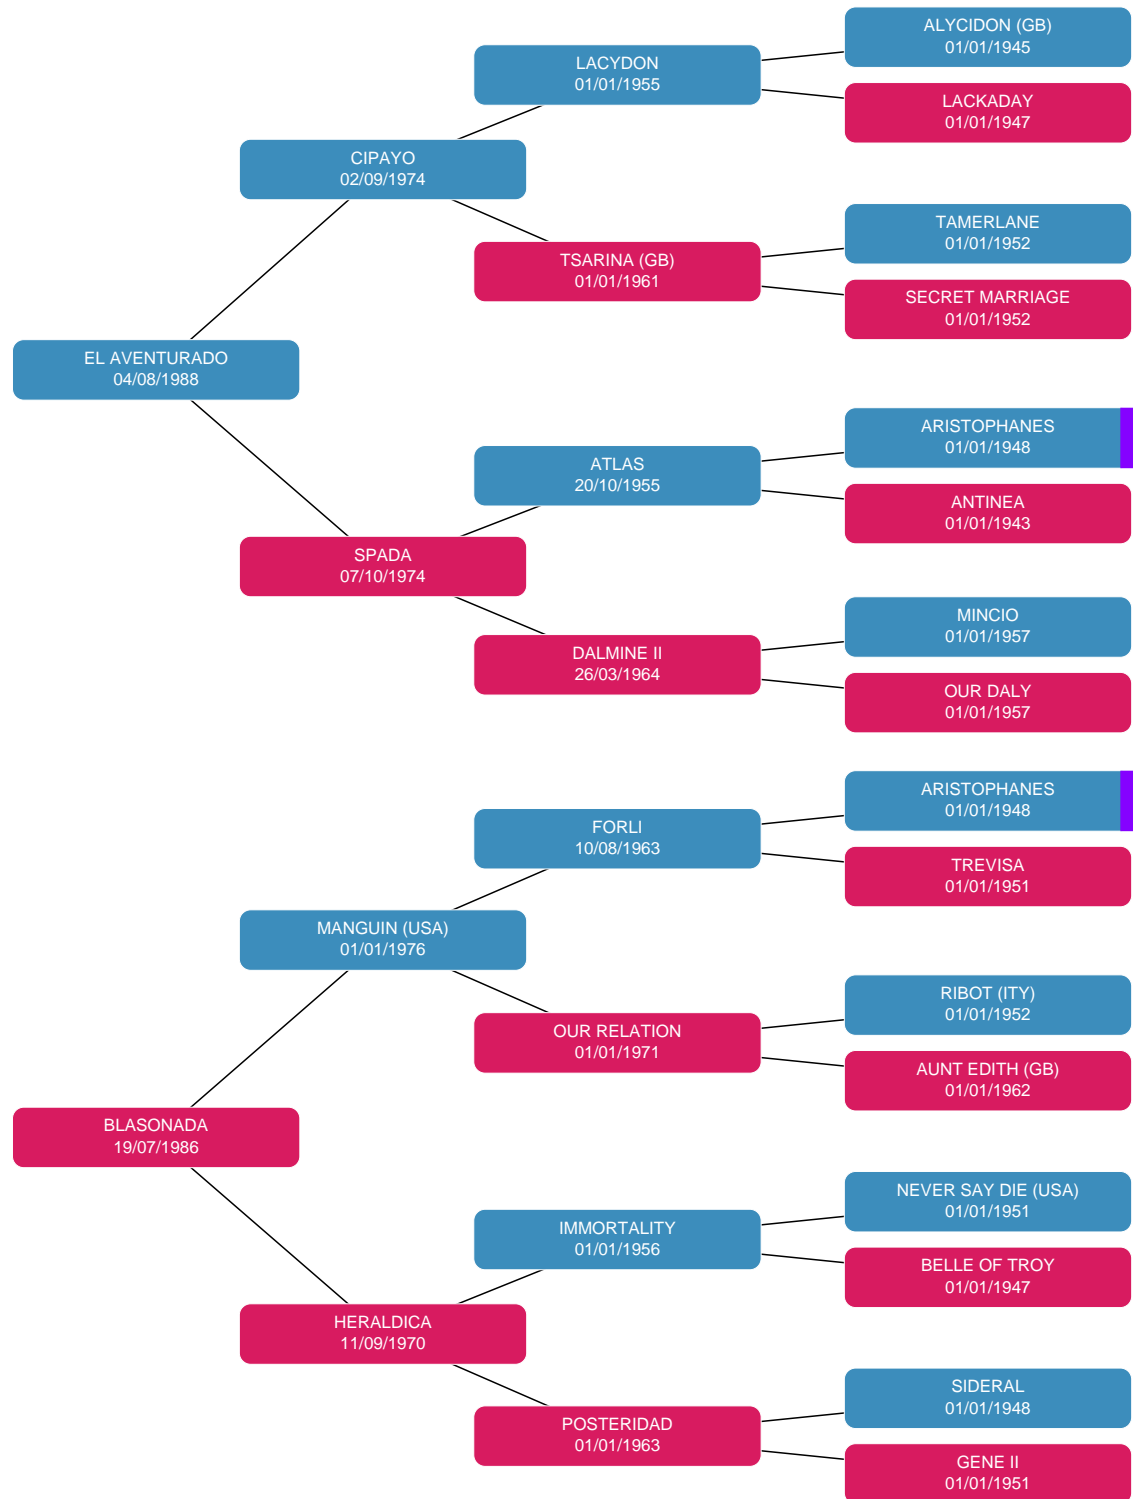 ALYCIDON (GB)
01/01/1945
LACYDON
01/01/1955
LACKADAY
01/01/1947
CIPAYO
02/09/1974
TAMERLANE
01/01/1952
TSARINA (GB)
01/01/1961
SECRET MARRIAGE
01/01/1952
EL AVENTURADO
04/08/1988
ARISTOPHANES
01/01/1948
ATLAS
20/10/1955
ANTINEA
01/01/1943
SPADA
07/10/1974
MINCIO
01/01/1957
DALMINE II
26/03/1964
OUR DALY
01/01/1957
ARISTOPHANES
01/01/1948
FORLI
10/08/1963
TREVISA
01/01/1951
MANGUIN (USA)
01/01/1976
RIBOT (ITY)
01/01/1952
OUR RELATION
01/01/1971
AUNT EDITH (GB)
01/01/1962
BLASONADA
19/07/1986
NEVER SAY DIE (USA)
01/01/1951
IMMORTALITY
01/01/1956
BELLE OF TROY
01/01/1947
HERALDICA
11/09/1970
SIDERAL
01/01/1948
POSTERIDAD
01/01/1963
GENE II
01/01/1951